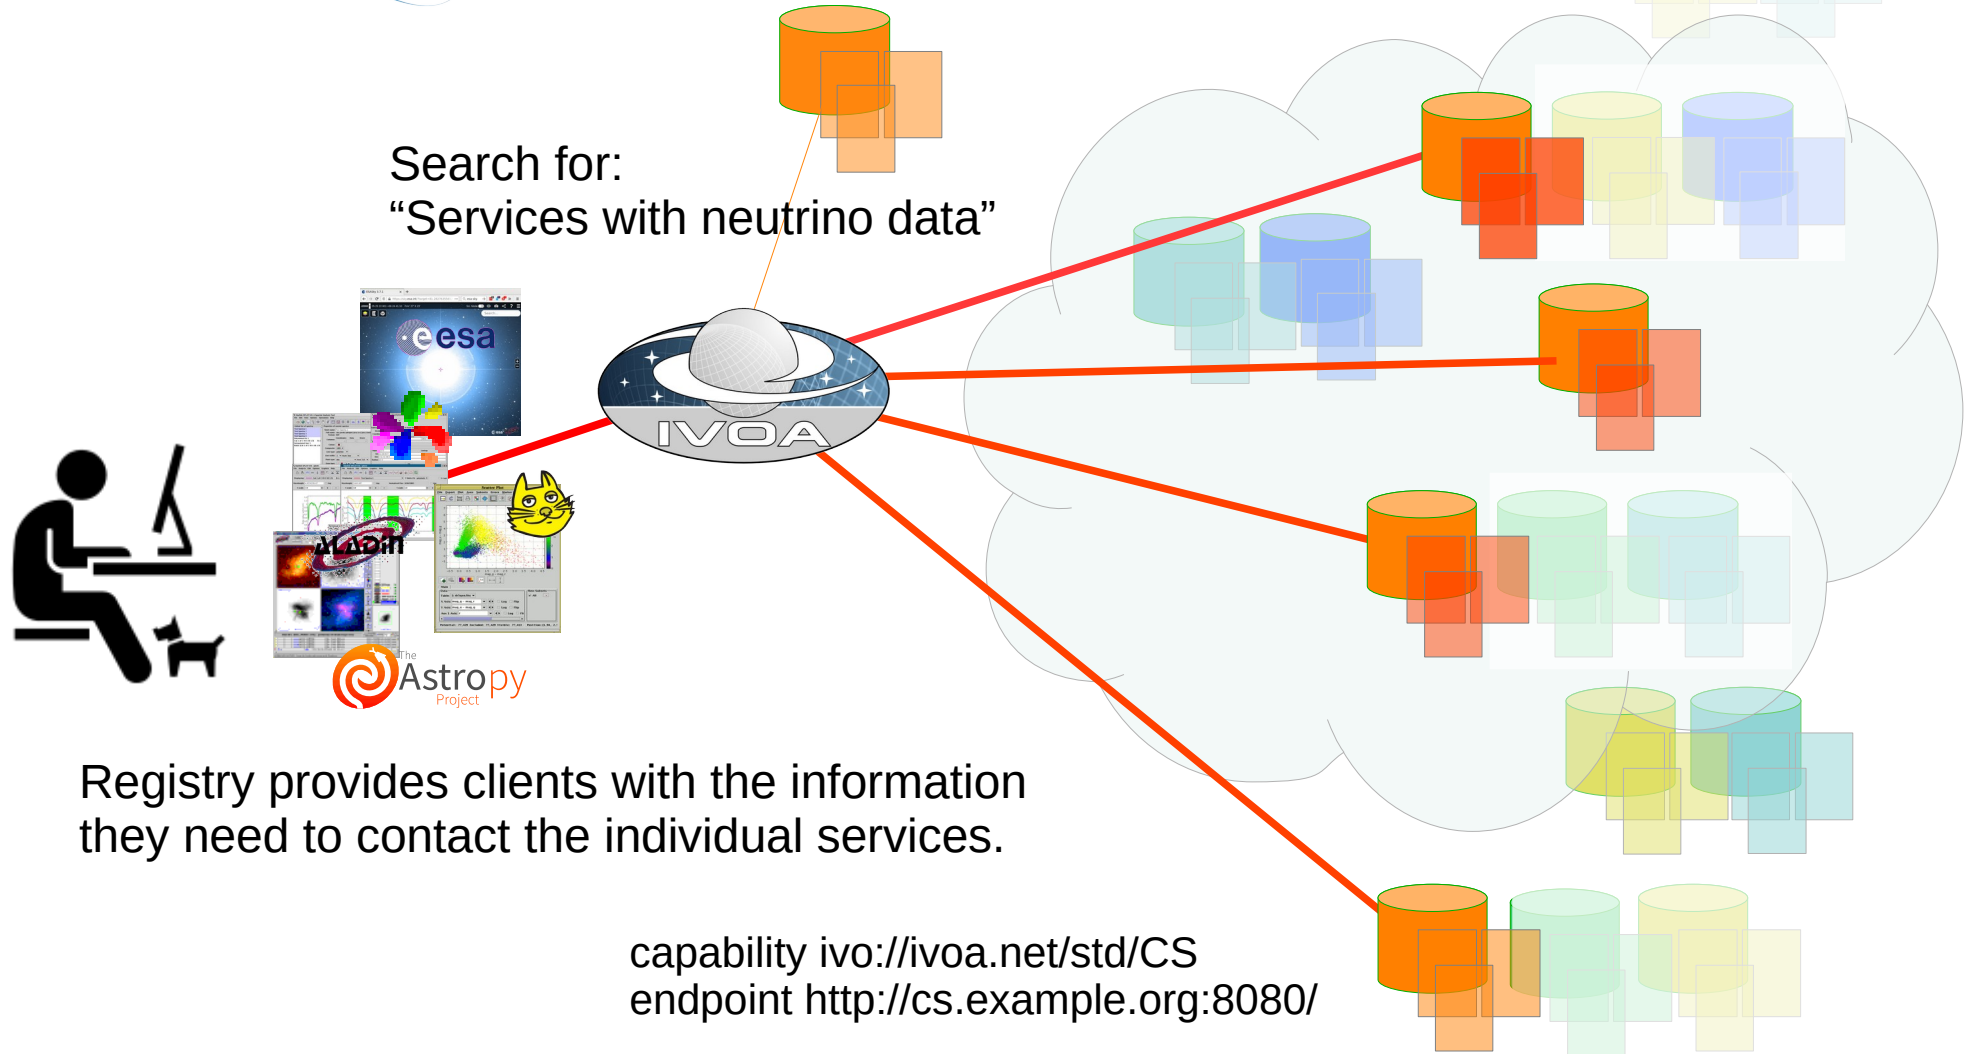 Search for:
“Services with neutrino data”
esa
IVOA
ALADIN
The
Astropy
Project
Registry provides clients with the information
they need to contact the individual services.
capability ivo://ivoa.net/std/CS
endpoint http://cs.example.org:8080/